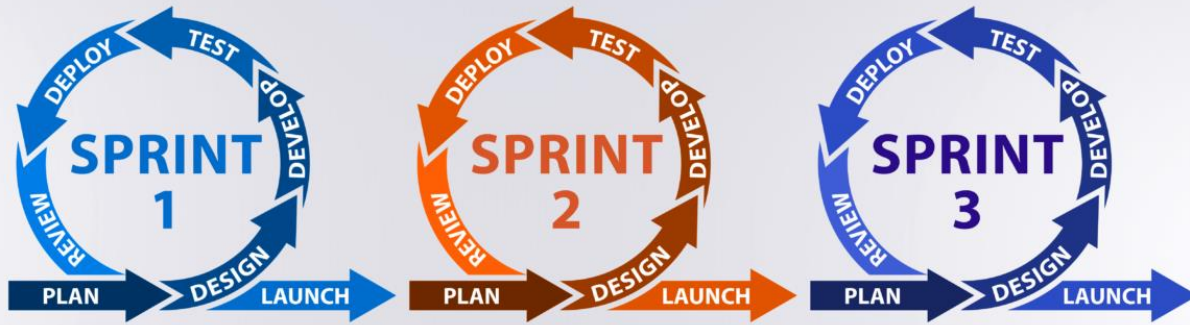 SPRINT
1
PLAN
DESIGN
DEVELOP
TEST
DEPLOY
REVIEW
LAUNCH
SPRINT
2
PLAN
DESIGN
DEVELOP
TEST
DEPLOY
REVIEW
LAUNCH
SPRINT
3
PLAN
DESIGN
DEVELOP
TEST
DEPLOY
REVIEW
LAUNCH